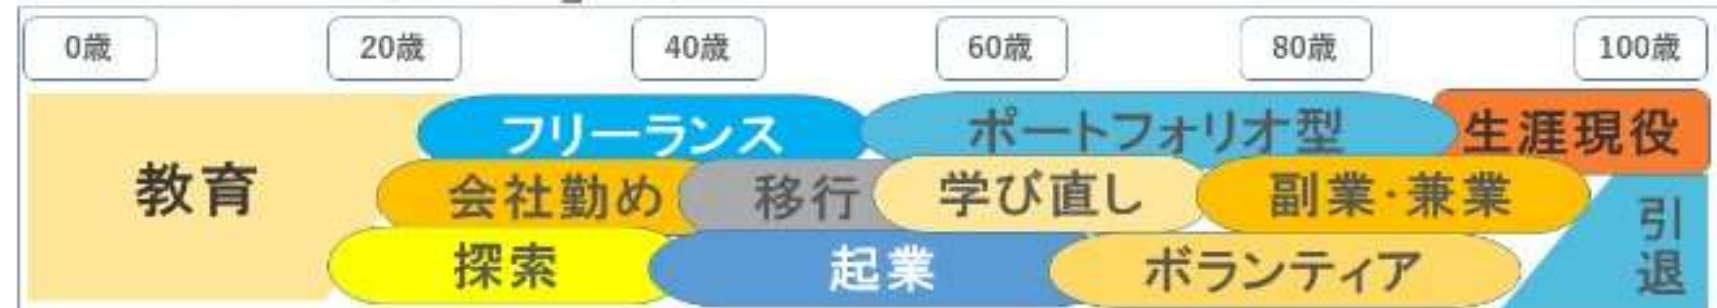 0歳 20歳 40歳 60歳 80歳 100歳
フリーランス ポートフォリオ型 生涯現役
教育 会社勤め 移行 学び直し 副業・兼業
探索 起業 ボランティア 引退